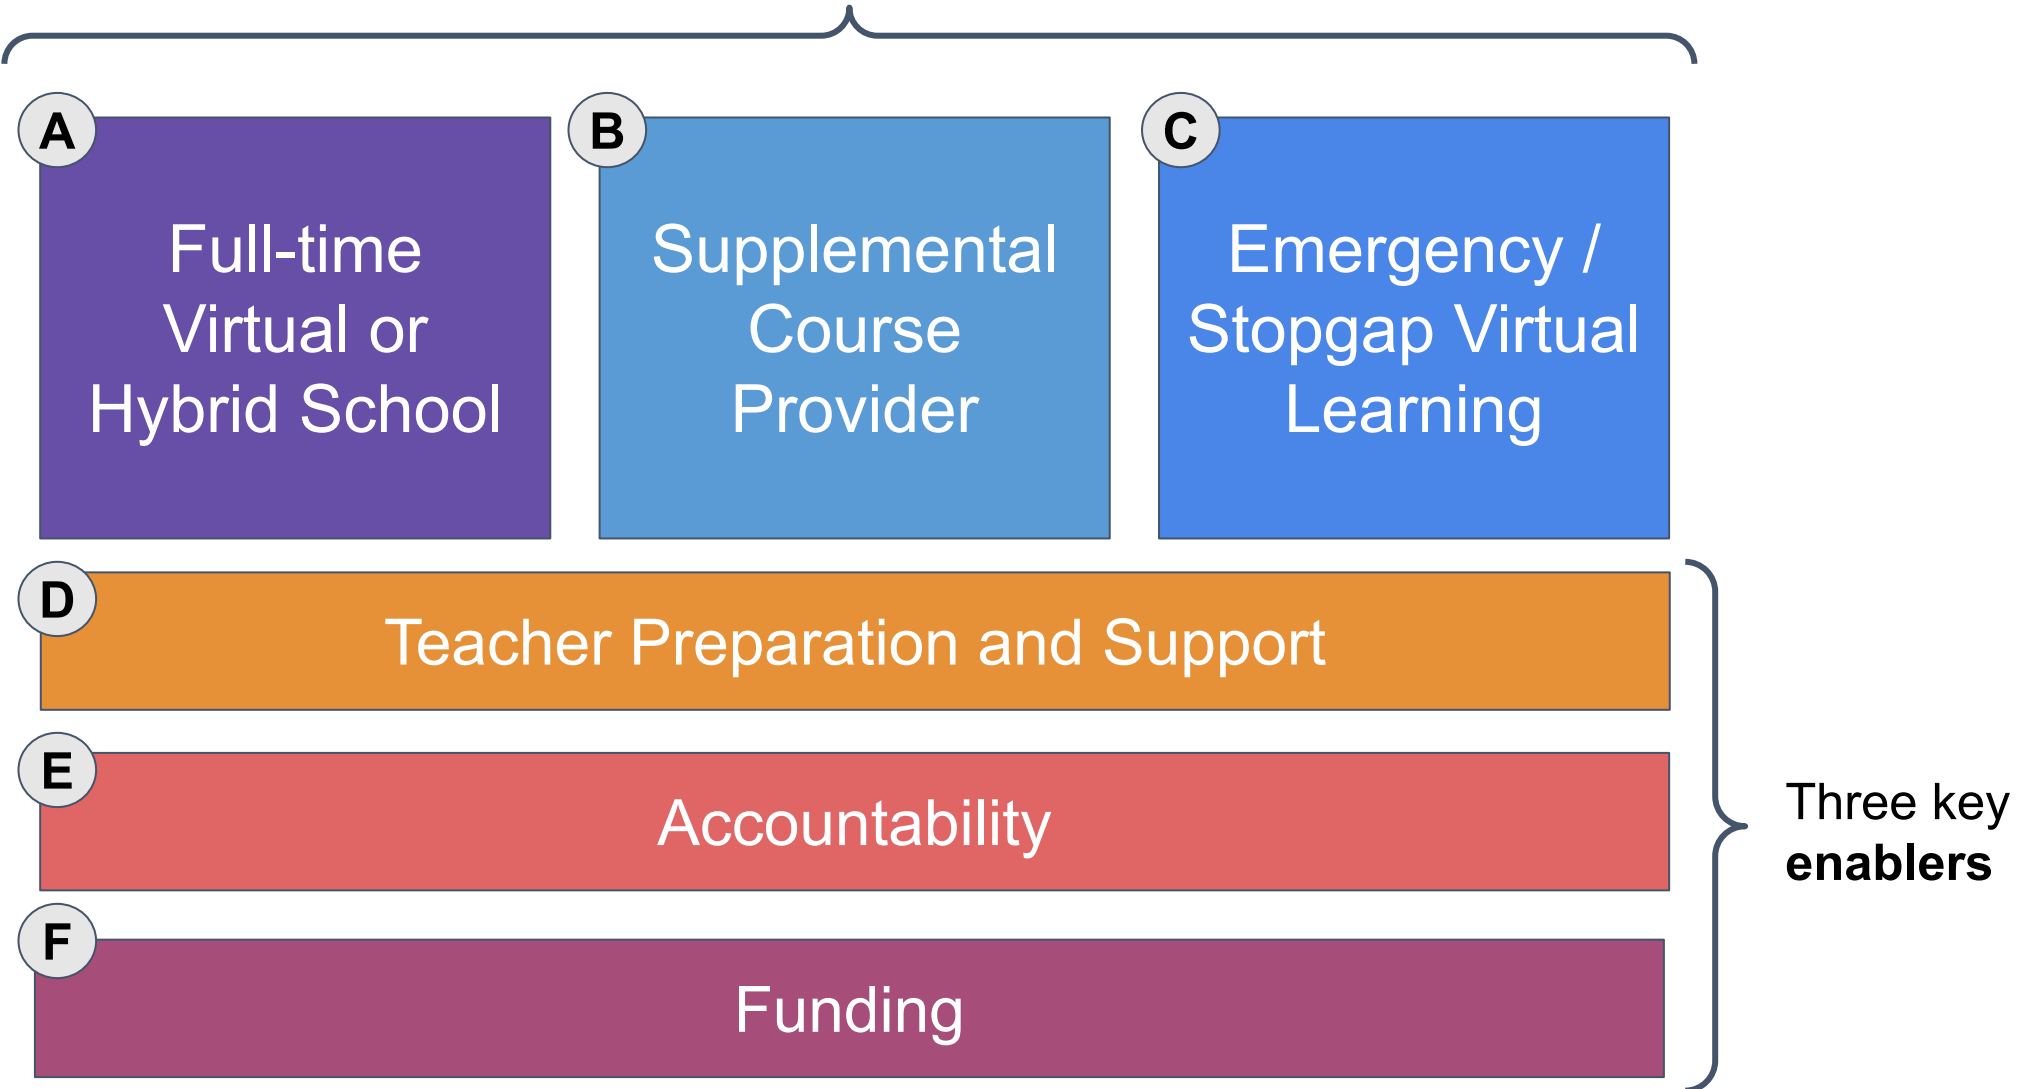 A
Full-time
Virtual or
Hybrid School
B
Supplemental
Course
Provider
C
Emergency /
Stopgap Virtual
Learning
D
Teacher Preparation and Support
E
Accountability
F
Funding
Three key
enablers